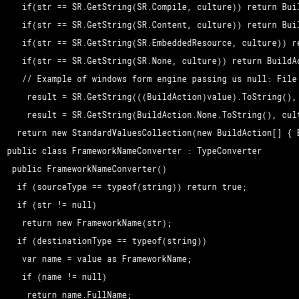 if(str == SR.GetString(SR.Compile, culture)) return Buil
if(str == SR.GetString(SR.Content, culture)) return Buil
if(str == SR.GetString(SR.EmbeddedResource, culture)) re
if(str == SR.GetString(SR.None, culture)) return BuildAc
// Example of windows form engine passing us null: File
result = SR.GetString(((BuildAction)value).ToString(),
result = SR.GetString(BuildAction.None.ToString(), cult
return new StandardValuesCollection(new BuildAction[] { B
public class FrameworkNameConverter : TypeConverter
public FrameworkNameConverter()
if (sourceType == typeof(string)) return true;
if (str != null)
return new FrameworkName(str);
if (destinationType == typeof(string))
var name = value as FrameworkName;
if (name != null)
return name.FullName;